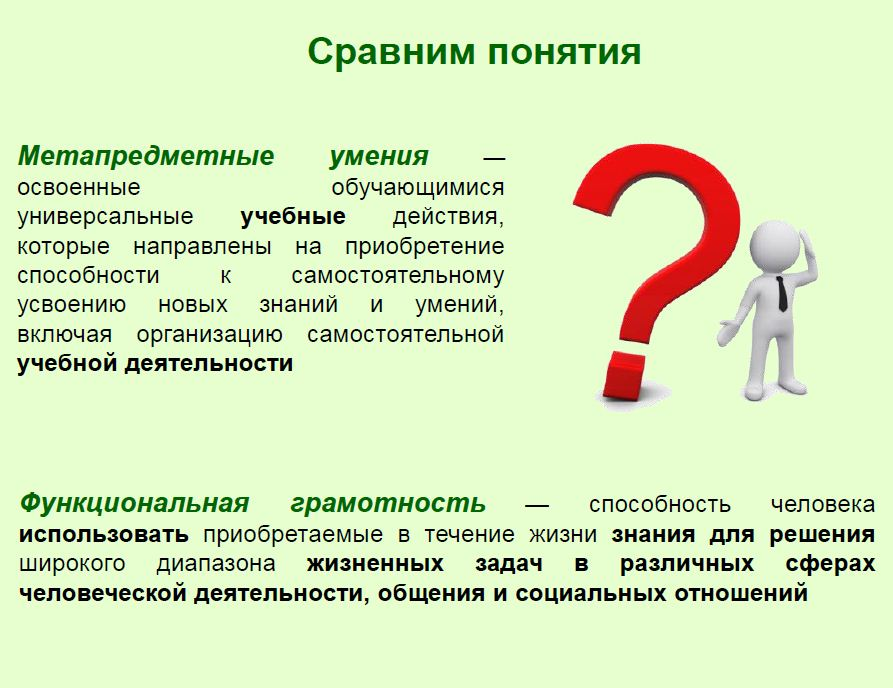 Сравним понятия
Метапредметные умения —
освоенные обучающимися
универсальные учебные действия,
которые направлены на приобретение
способности к самостоятельному
усвоению новых знаний и умений,
включая организацию самостоятельной
учебной деятельности
Функциональная грамотность — способность человека
использовать приобретаемые в течение жизни знания для решения
широкого диапазона жизненных задач в различных сферах
человеческой деятельности, общения и социальных отношений